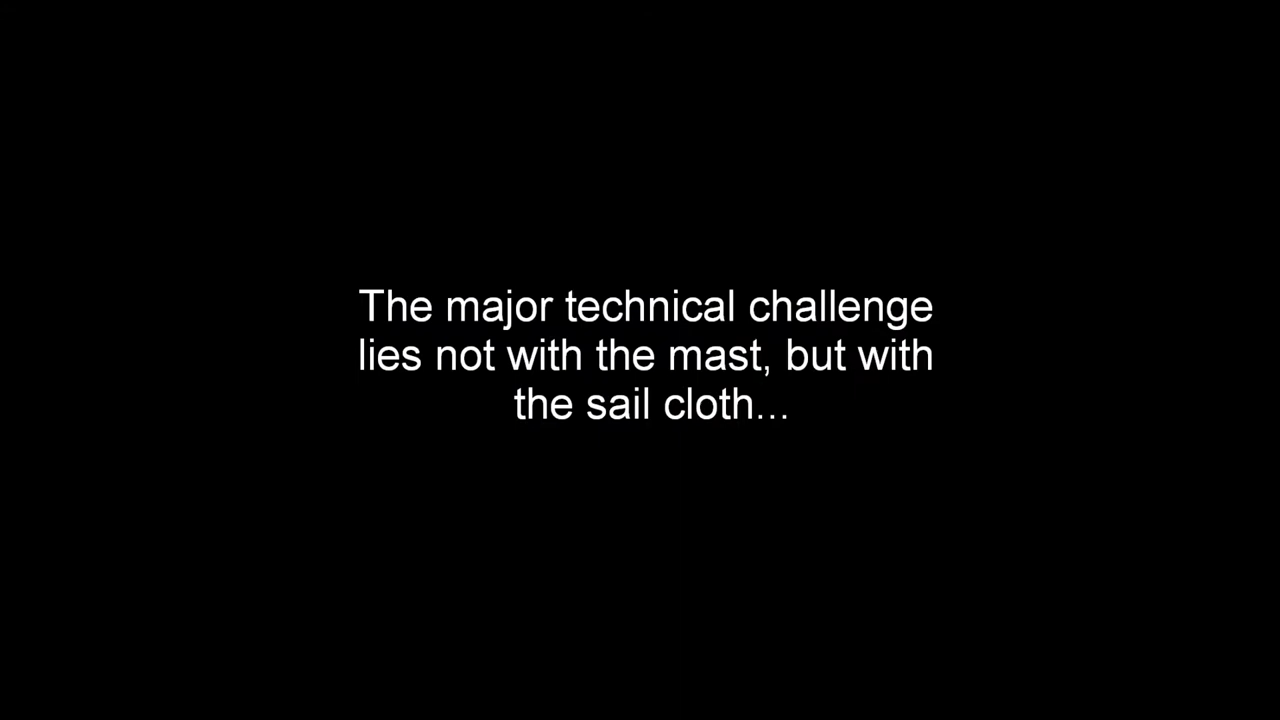 The major technical challenge
lies not with the mast, but with
the sail cloth...